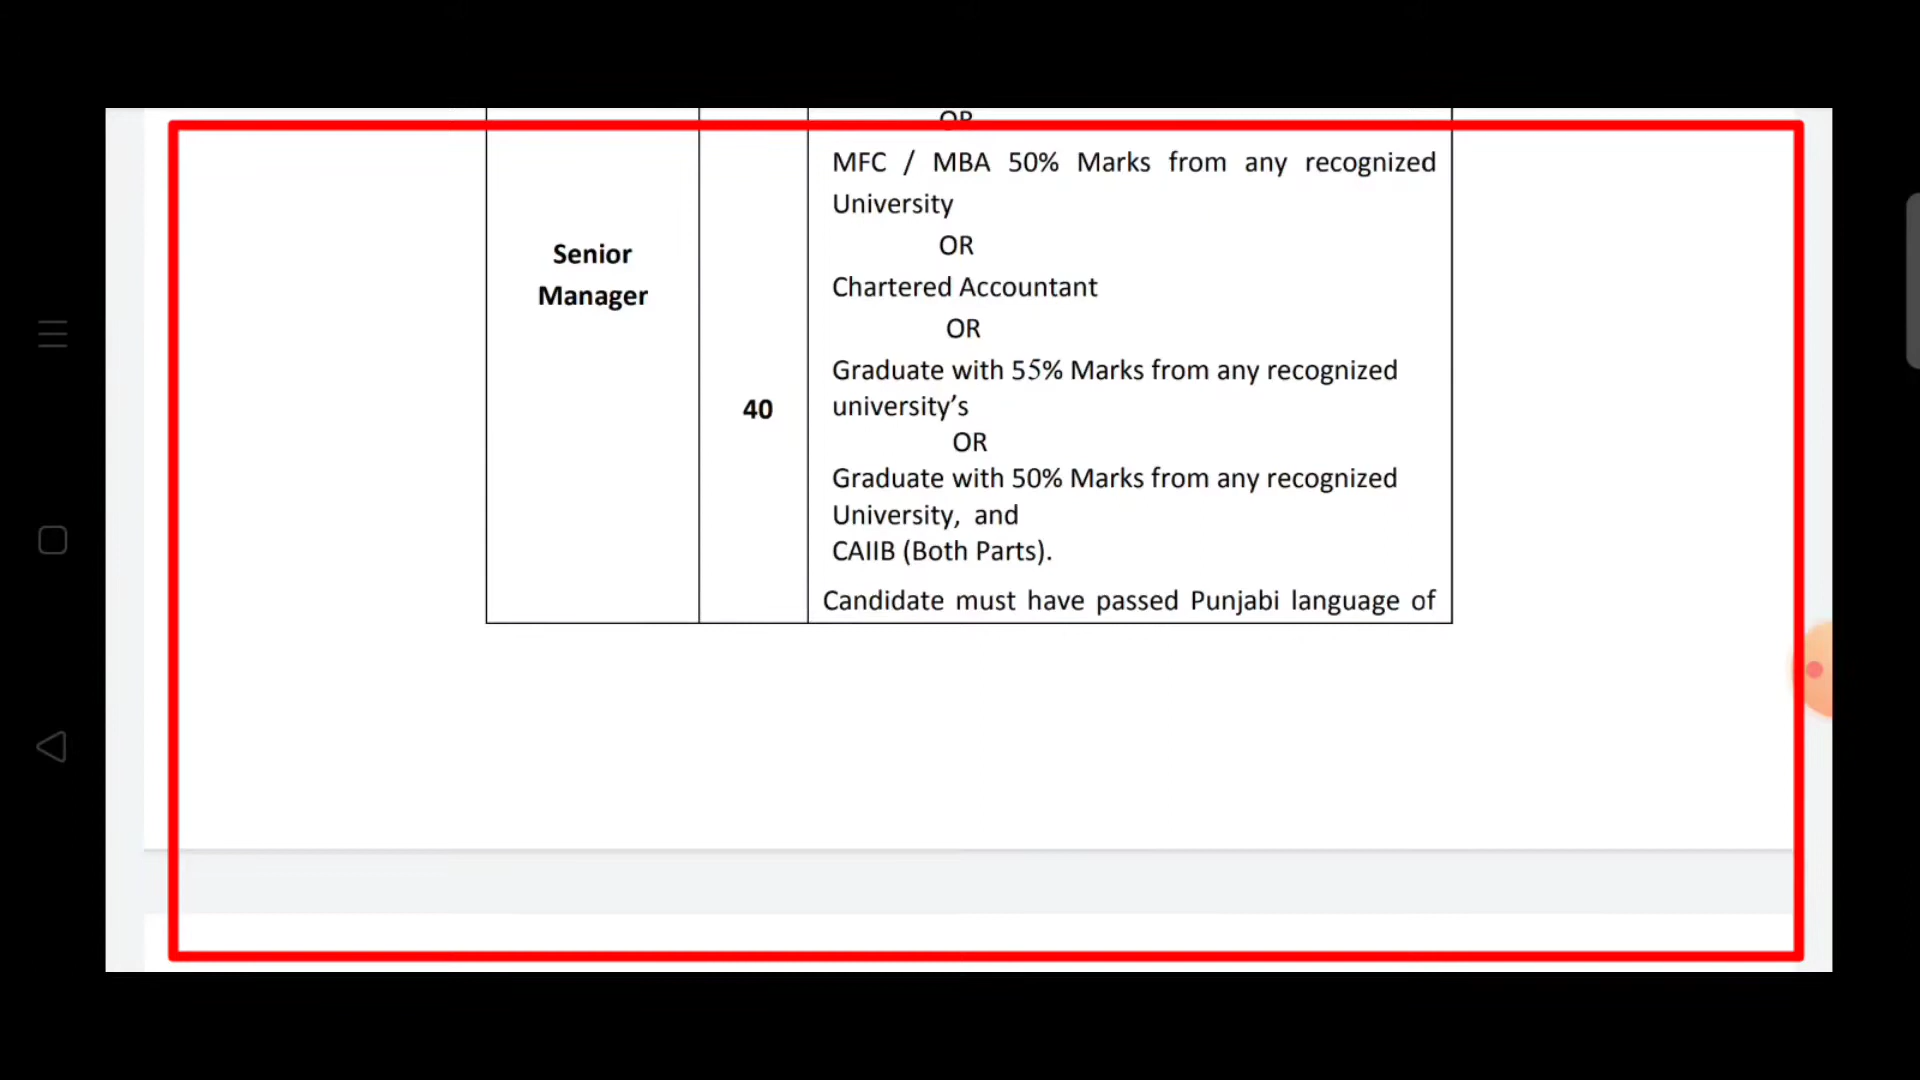 OR
MFC / MBA 50% Marks from any recognized
University
OR
Senior
Manager
Chartered Accountant
OR
Graduate with 55% Marks from any recognized
40
university’s
OR
Graduate with 50% Marks from any recognized
University, and
CAIIB (Both Parts).
Candidate must have passed Punjabi language of